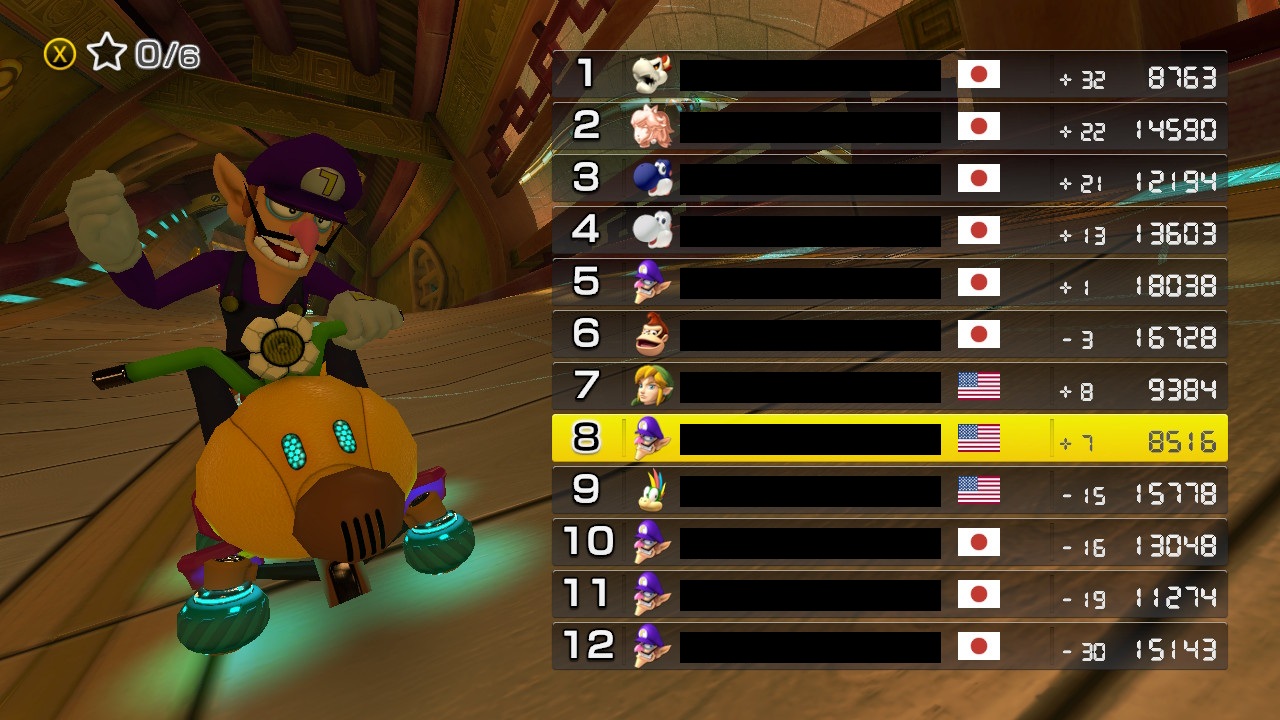 X 0/6
1 + 32 8763
2 + 22 14590
3 + 21 12194
4 + 13 13603
5 + 1 18038
6 - 3 16728
7 + 8 9384
8 + 7 8516
9 - 15 15778
10 - 16 13048
11 - 19 11274
12 - 30 15143
7